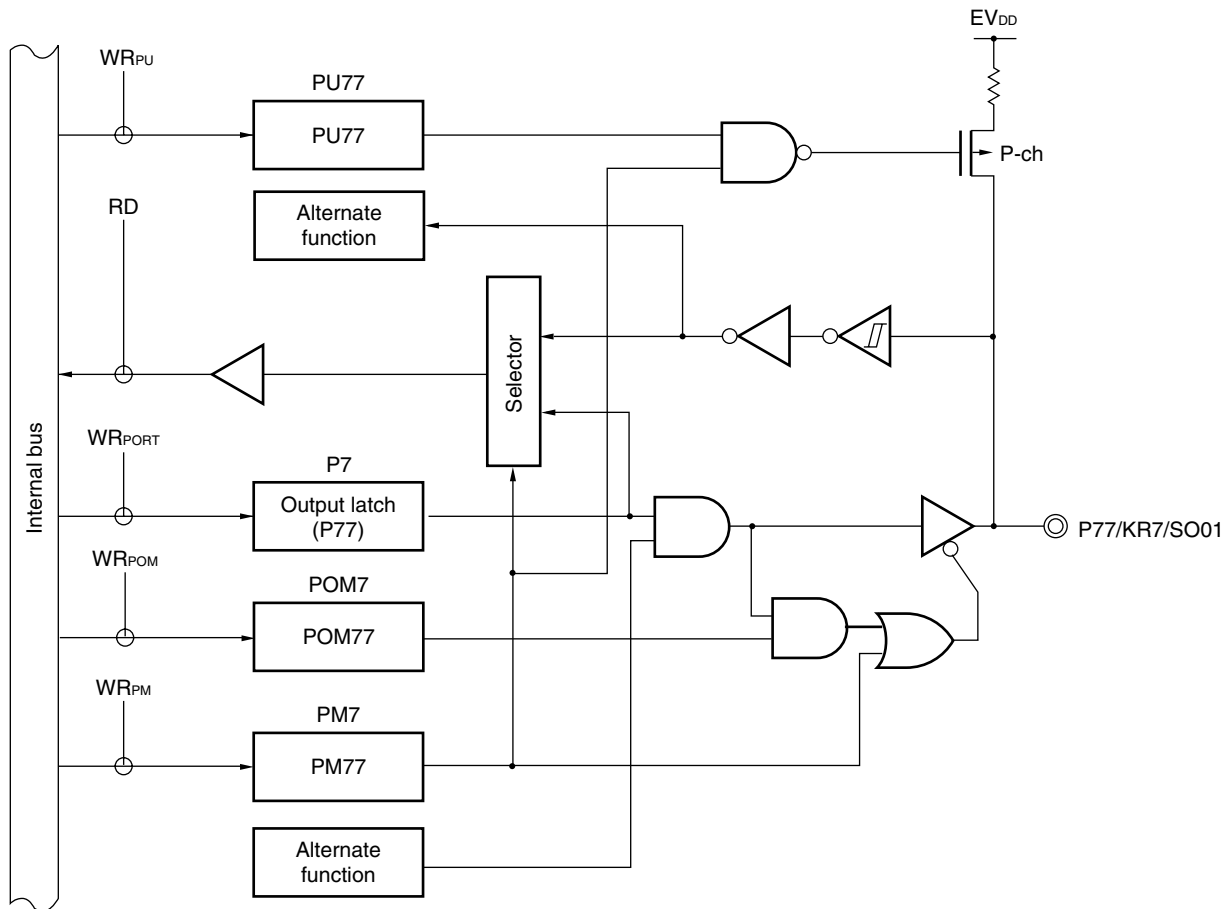 EVDD
WRPU
PU77
PU77
P-ch
RD
Alternate
function
Selector
Internal bus
WRPORT
P7
Output latch
(P77)
P77/KR7/SO01
WRPOM
POM7
POM77
WRPM
PM7
PM77
Alternate
function